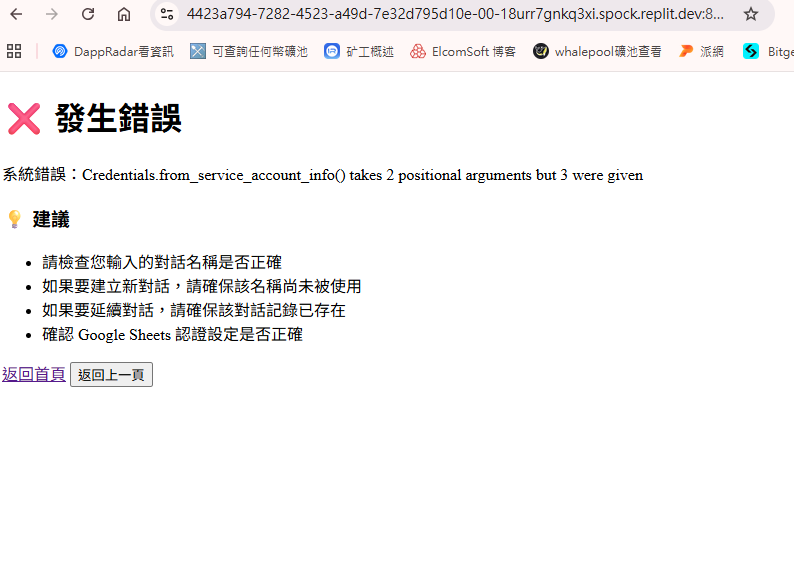 4423a794-7282-4523-a49d-7e32d795d10e-00-18urr7gnkq3xi.spock.replit.dev:8...
DappRadar看資訊 可查詢任何幣礦池 矿工概述 ElcomSoft 博客 whalepool礦池查看 派網 Bitge
發生錯誤
系統錯誤：Credentials.from_service_account_info() takes 2 positional arguments but 3 were given
建議
請檢查您輸入的對話名稱是否正確
如果要建立新對話，請確保該名稱尚未被使用
如果要延續對話，請確保該對話記錄已存在
確認 Google Sheets 認證設定是否正確
返回首頁 返回上一頁